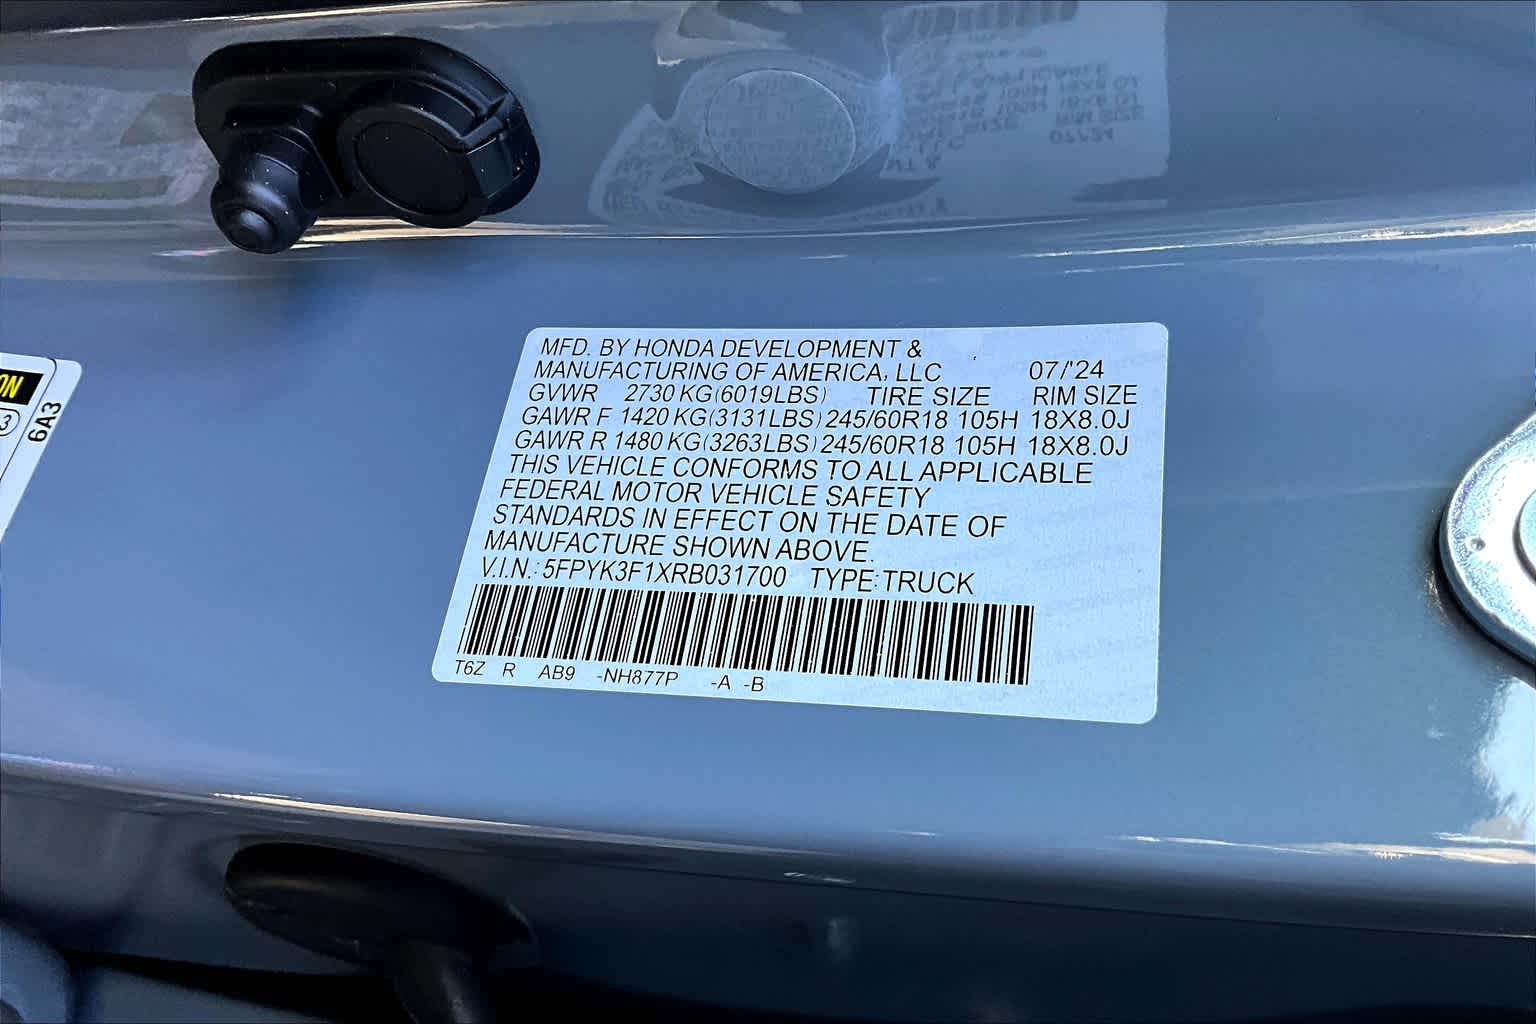 MFD. BY HONDA DEVELOPMENT &
MANUFACTURING OF AMERICA, LLC 07/'24
GVWR 2730 KG(6019LBS) TIRE SIZE RIM SIZE
GAWR F 1420 KG(3131LBS) 245/60R18 105H 18X8.0J
GAWR R 1480 KG(3263LBS) 245/60R18 105H 18X8.0J
THIS VEHICLE CONFORMS TO ALL APPLICABLE
FEDERAL MOTOR VEHICLE SAFETY
STANDARDS IN EFFECT ON THE DATE OF
MANUFACTURE SHOWN ABOVE.
V.I.N.: 5FPYK3F1XRB031700 TYPE:TRUCK
T6Z R AB9 -NH877P -A -B
ON
3
6A3